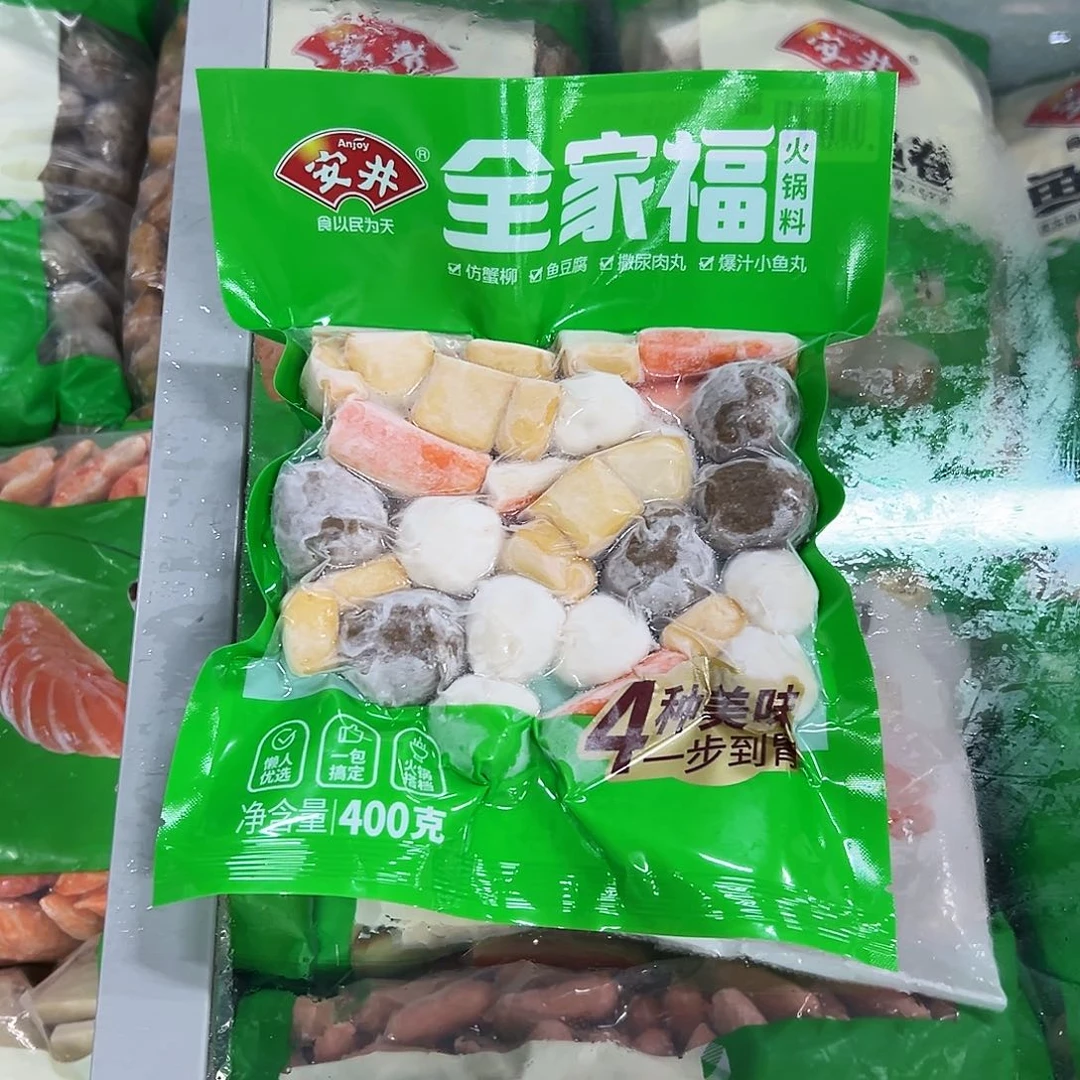 Anjoy
安井®
食以民为天
全家福
火锅料
仿蟹柳 鱼豆腐 撒尿肉丸 爆汁小鱼丸
4种美味
一步到胃
懒人
优选
一包
搞定
火锅
搭档
净含量 400克
安井